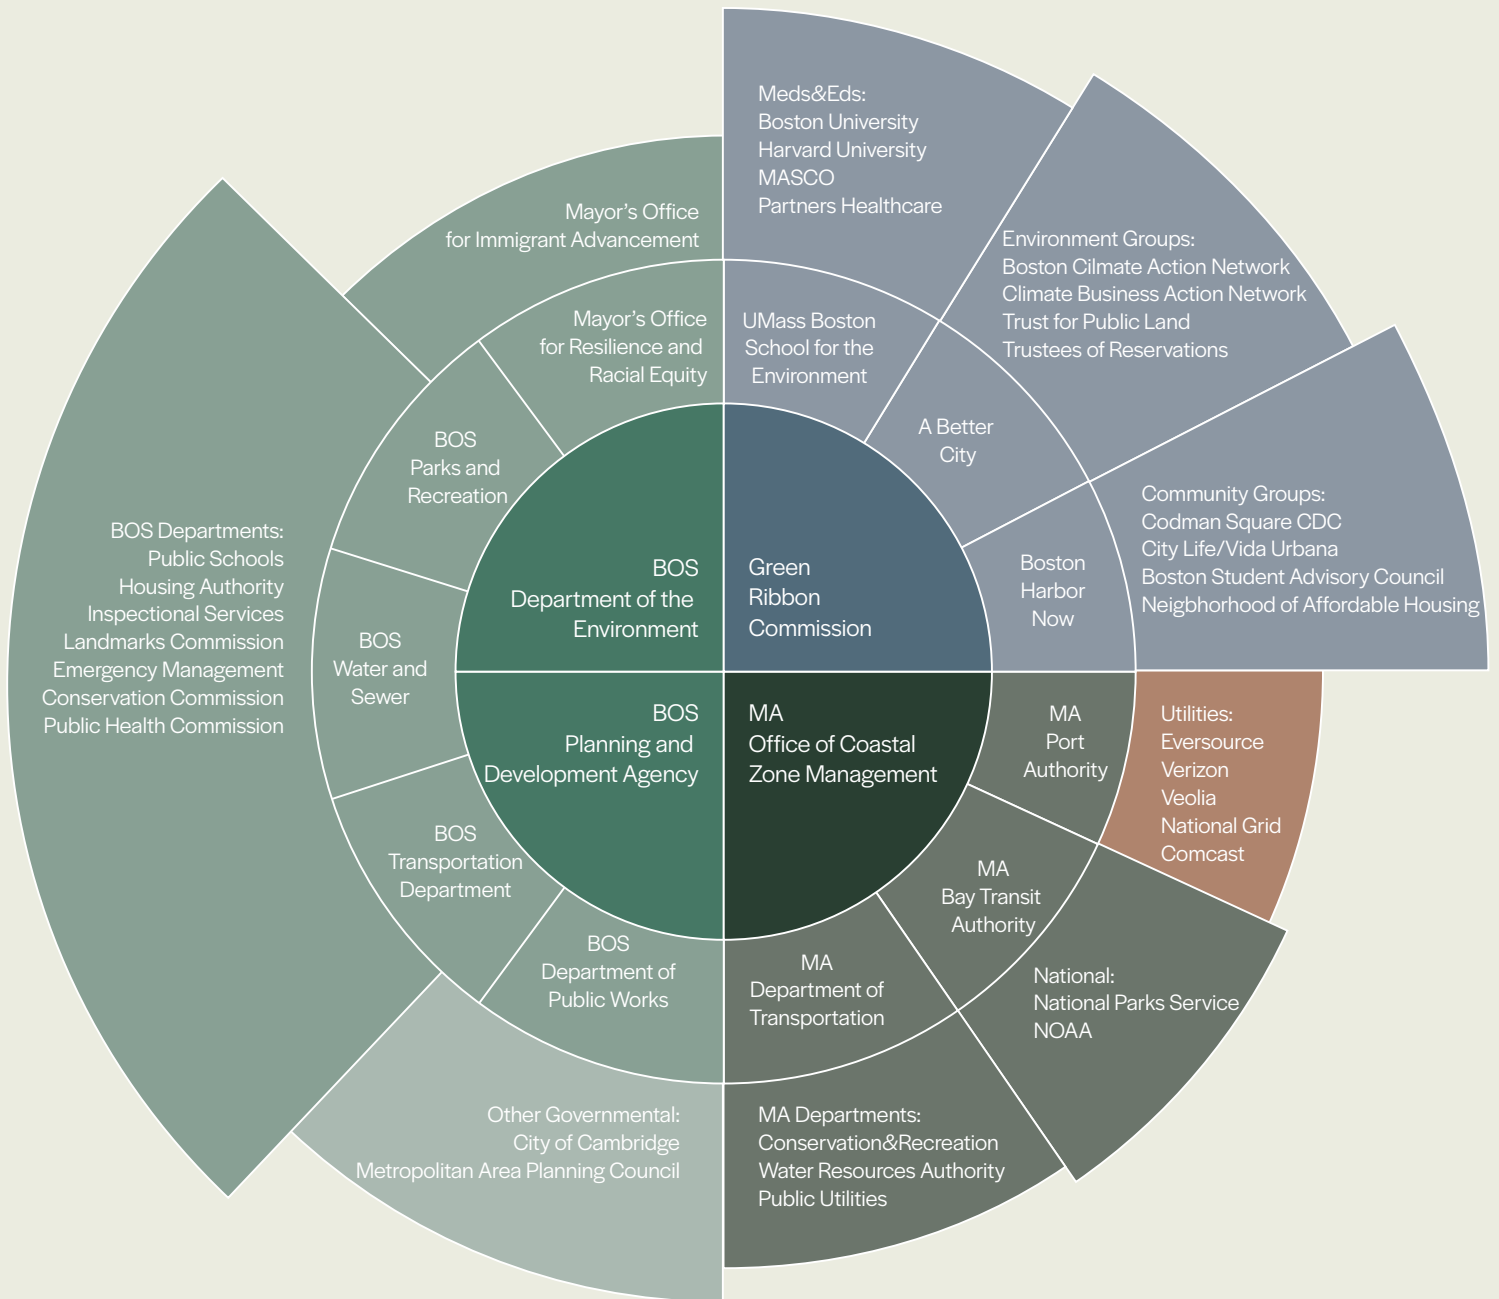 Meds&Eds:
Boston University
Harvard University
MASCO
Partners Healthcare
Environment Groups:
Boston Cilmate Action Network
Climate Business Action Network
Trust for Public Land
Trustees of Reservations
Community Groups:
Codman Square CDC
City Life/Vida Urbana
Boston Student Advisory Council
Neigbhorhood of Affordable Housing
Utilities:
Eversource
Verizon
Veolia
National Grid
Comcast
National:
National Parks Service
NOAA
MA Departments:
Conservation&Recreation
Water Resources Authority
Public Utilities
Other Governmental:
City of Cambridge
Metropolitan Area Planning Council
BOS Departments:
Public Schools
Housing Authority
Inspectional Services
Landmarks Commission
Emergency Management
Conservation Commission
Public Health Commission
Mayor’s Office
for Immigrant Advancement
Mayor’s Office
for Resilience and
Racial Equity
UMass Boston
School for the
Environment
A Better
City
Boston
Harbor
Now
MA
Port
Authority
MA
Bay Transit
Authority
MA
Department of
Transportation
BOS
Department of
Public Works
BOS
Transportation
Department
BOS
Water and
Sewer
BOS
Parks and
Recreation
BOS
Department of the
Environment
Green
Ribbon
Commission
BOS
Planning and
Development Agency
MA
Office of Coastal
Zone Management